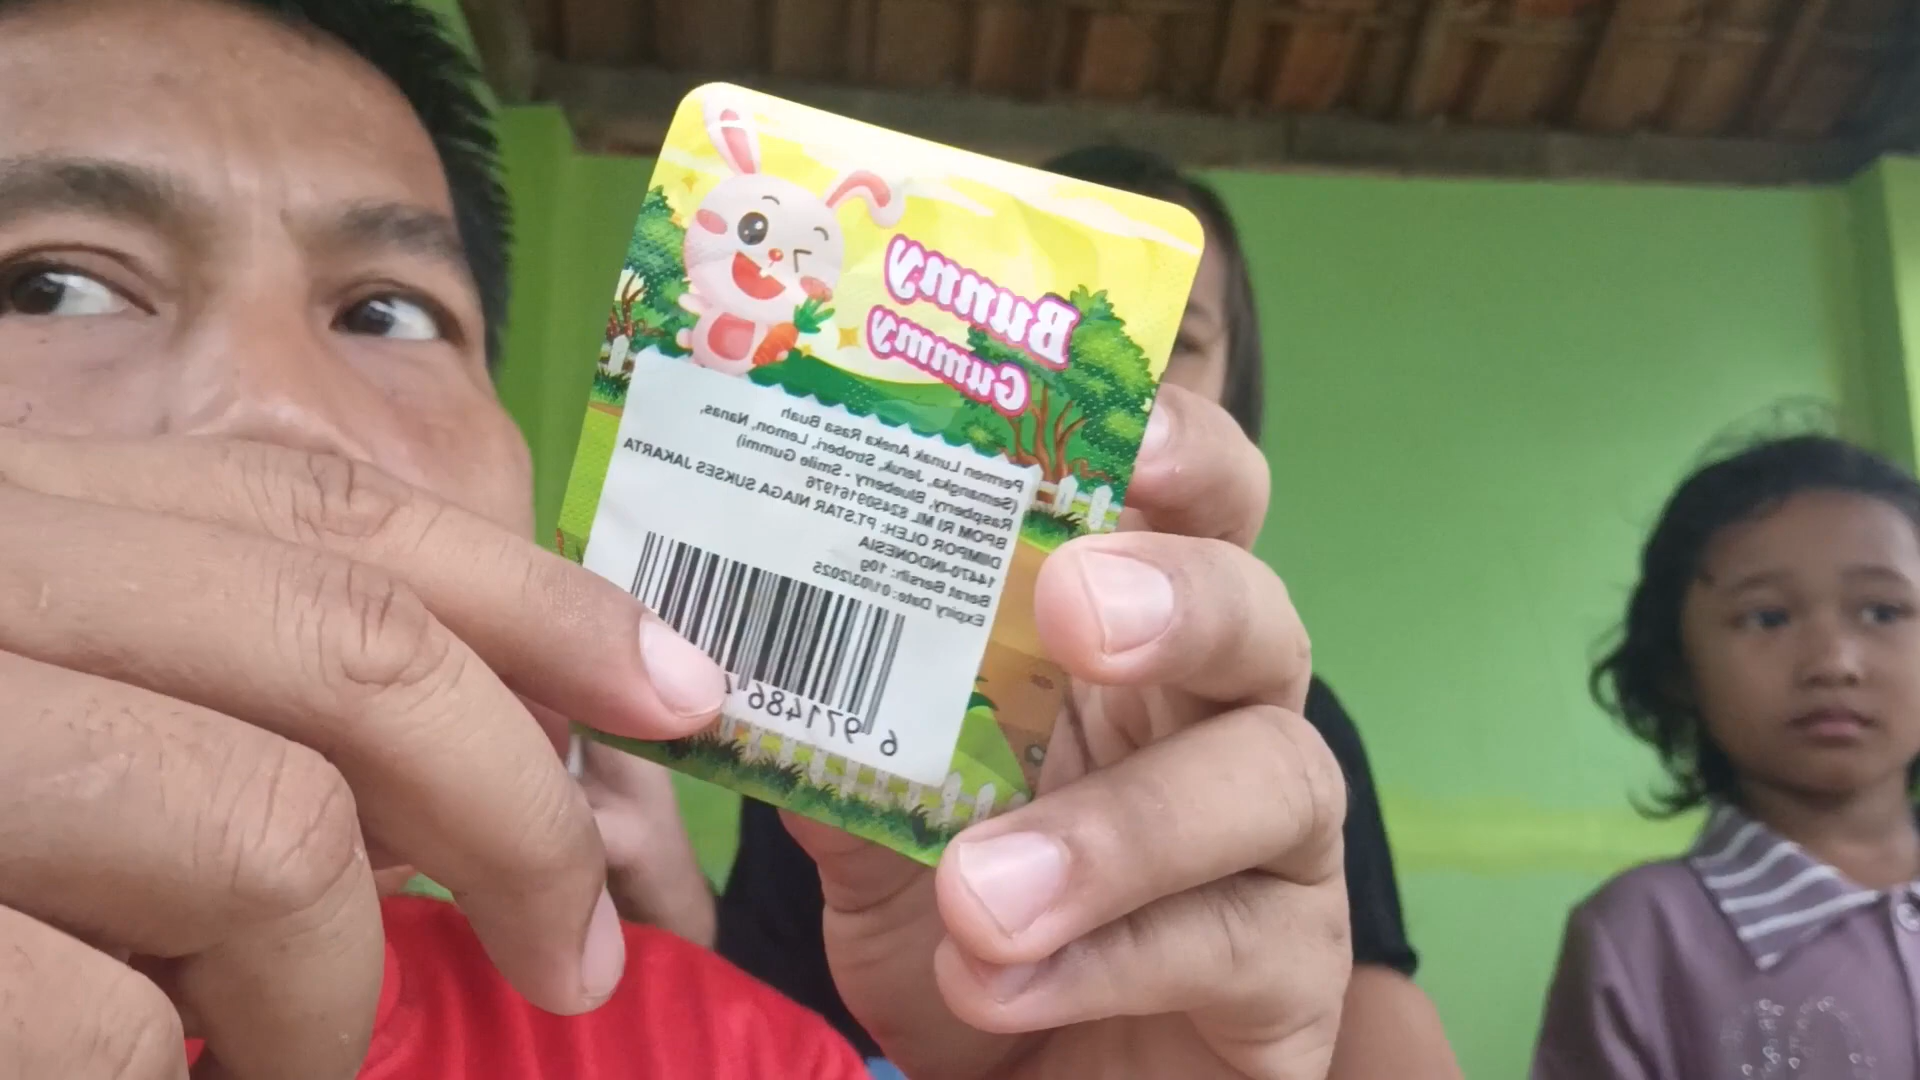 Bunny
Gummy
Permen Lunak Aneka Rasa Buah
(Semangka, Jeruk, Stroberi, Lemon, Nanas,
Raspberry, Blueberry - Smile Gummi)
BPOM RI ML 824509161976
DIIMPOR OLEH: PT.STAR NIAGA SUKSES JAKARTA
14470-INDONESIA
Berat Bersih: 10g
Expiry Date: 01/03/2025
6 971486